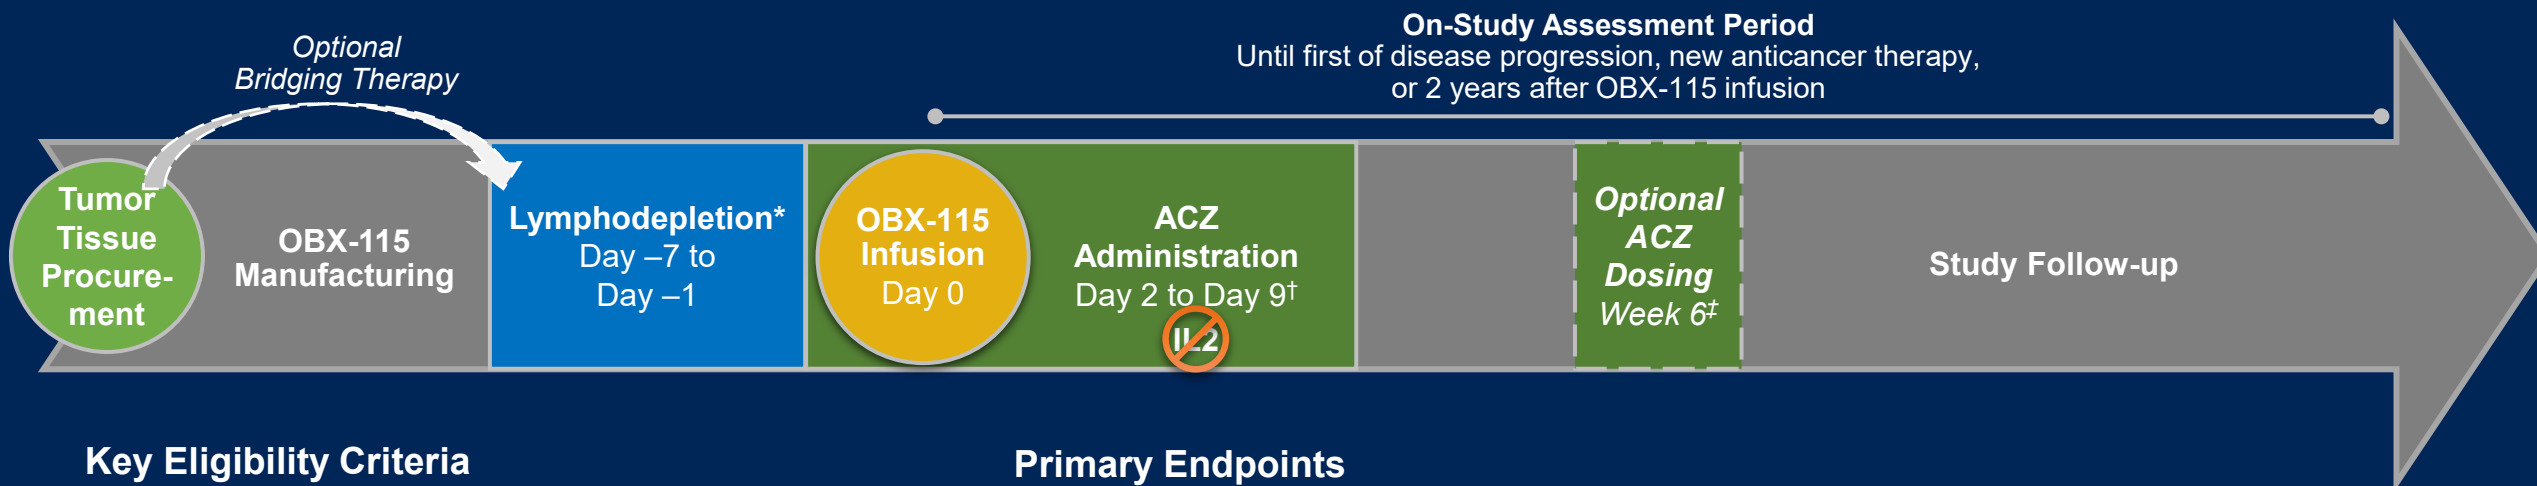 On-Study Assessment Period
Until first of disease progression, new anticancer therapy,
or 2 years after OBX-115 infusion
Optional
Bridging Therapy
Tumor
Tissue
Procure-
ment
OBX-115
Manufacturing
Lymphodepletion*
Day –7 to
Day –1
OBX-115
Infusion
Day 0
ACZ
Administration
Day 2 to Day 9†
IL2
Optional
ACZ
Dosing
Week 6‡
Study Follow-up
Key Eligibility Criteria
Primary Endpoints